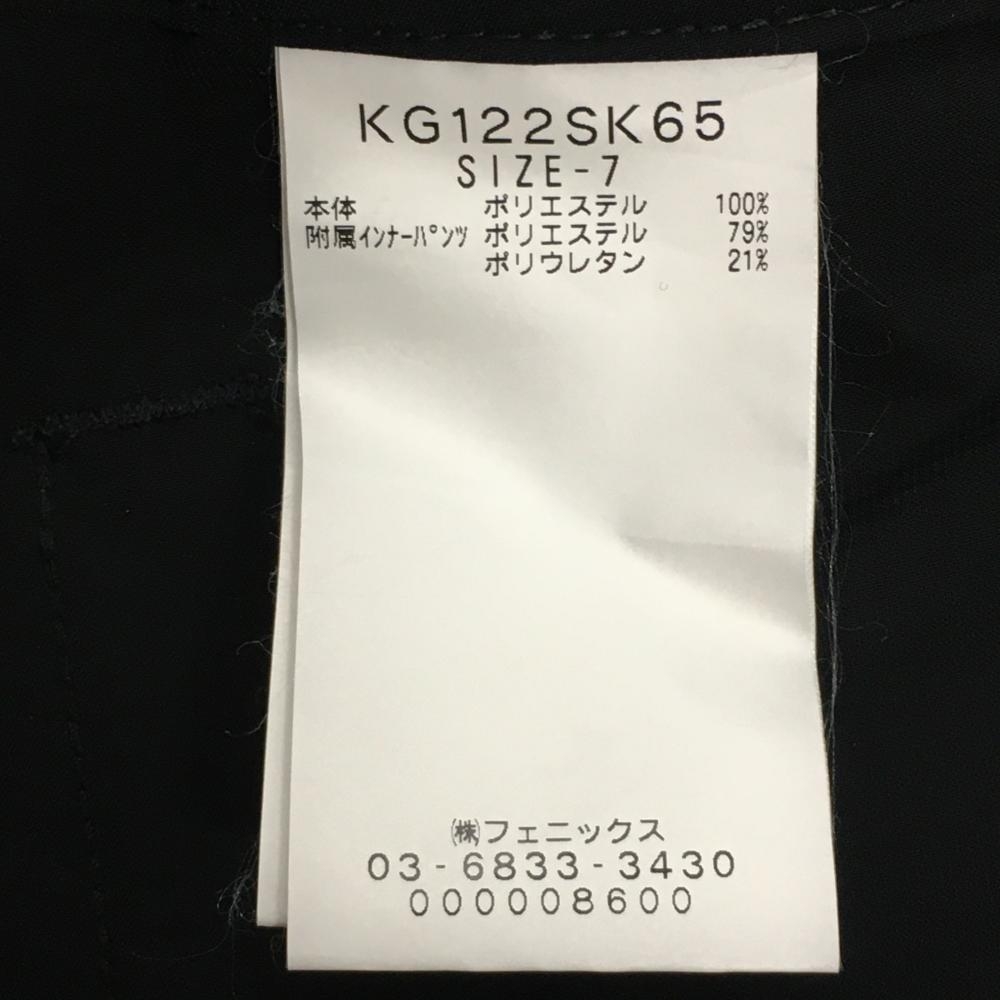 KG122SK65
SIZE-7
本体 ポリエステル 100%
附属インナーパンツ ポリエステル 79%
ポリウレタン 21%
㈱フェニックス
03-6833-3430
000008600